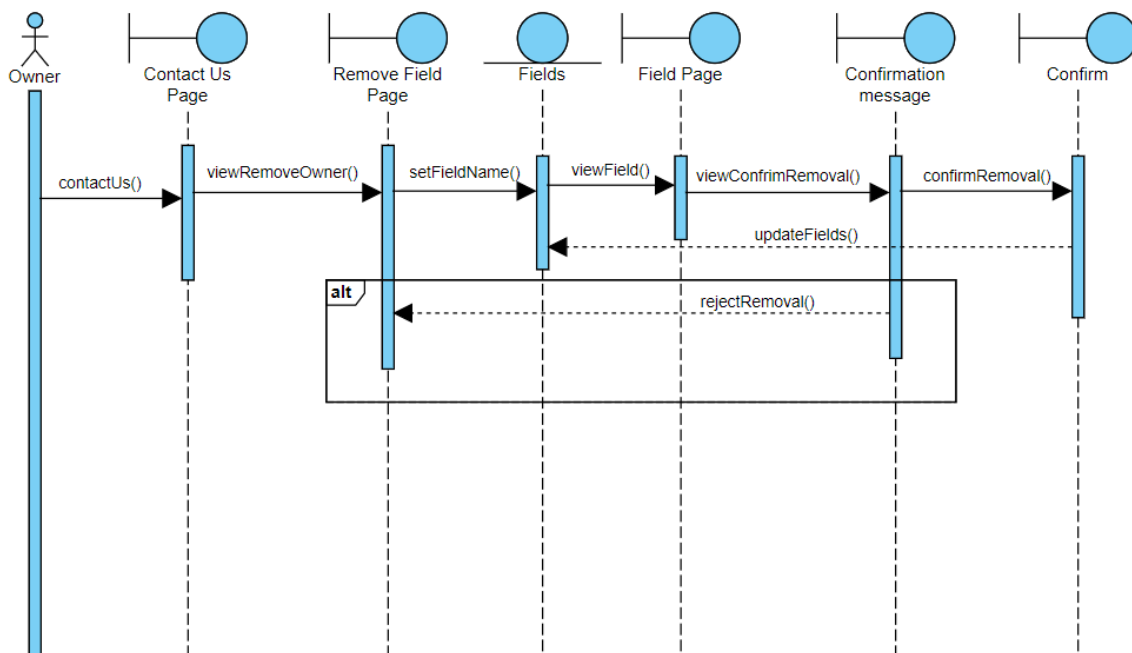 Owner
Contact Us
Page
Remove Field
Page
Fields
Field Page
Confirmation
message
Confirm
contactUs()
viewRemoveOwner()
setFieldName()
viewField()
viewConfrimRemoval()
confirmRemoval()
updateFields()
alt
rejectRemoval()